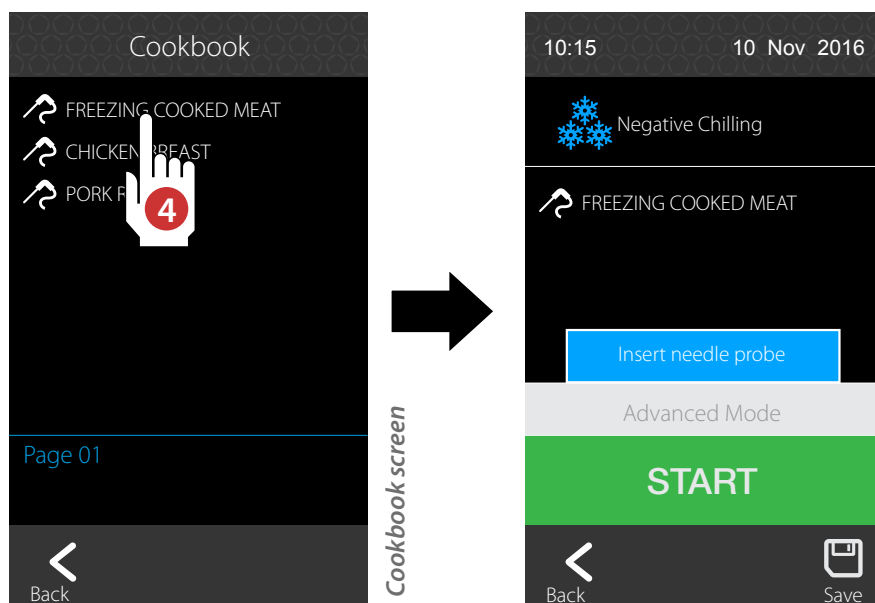 Cookbook
FREEZING COOKED MEAT
CHICKEN BREAST
PORK
4
Page 01
Back
Cookbook screen
10:15 10 Nov 2016
Negative Chilling
FREEZING COOKED MEAT
Insert needle probe
Advanced Mode
START
Back
Save